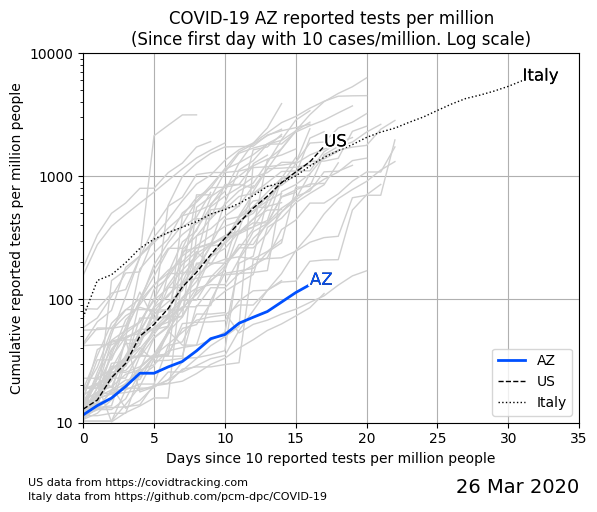 COVID-19 AZ reported tests per million
(Since first day with 10 cases/million. Log scale)
Cumulative reported tests per million people
10000
1000
100
10
Italy
US
AZ
AZ
US
Italy
0 5 10 15 20 25 30 35
Days since 10 reported tests per million people
US data from https://covidtracking.com
Italy data from https://github.com/pcm-dpc/COVID-19
26 Mar 2020